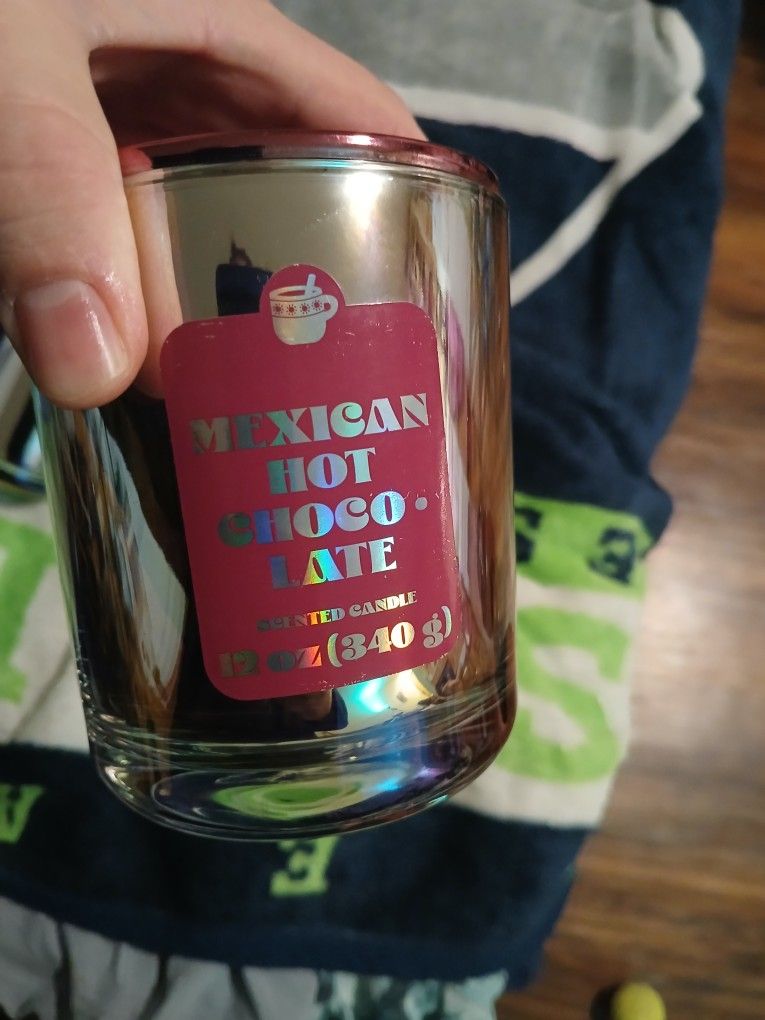 MEXICAN
HOT
CHOCO •
LATE
SCENTED CANDLE
12 OZ (340 g)
S
E